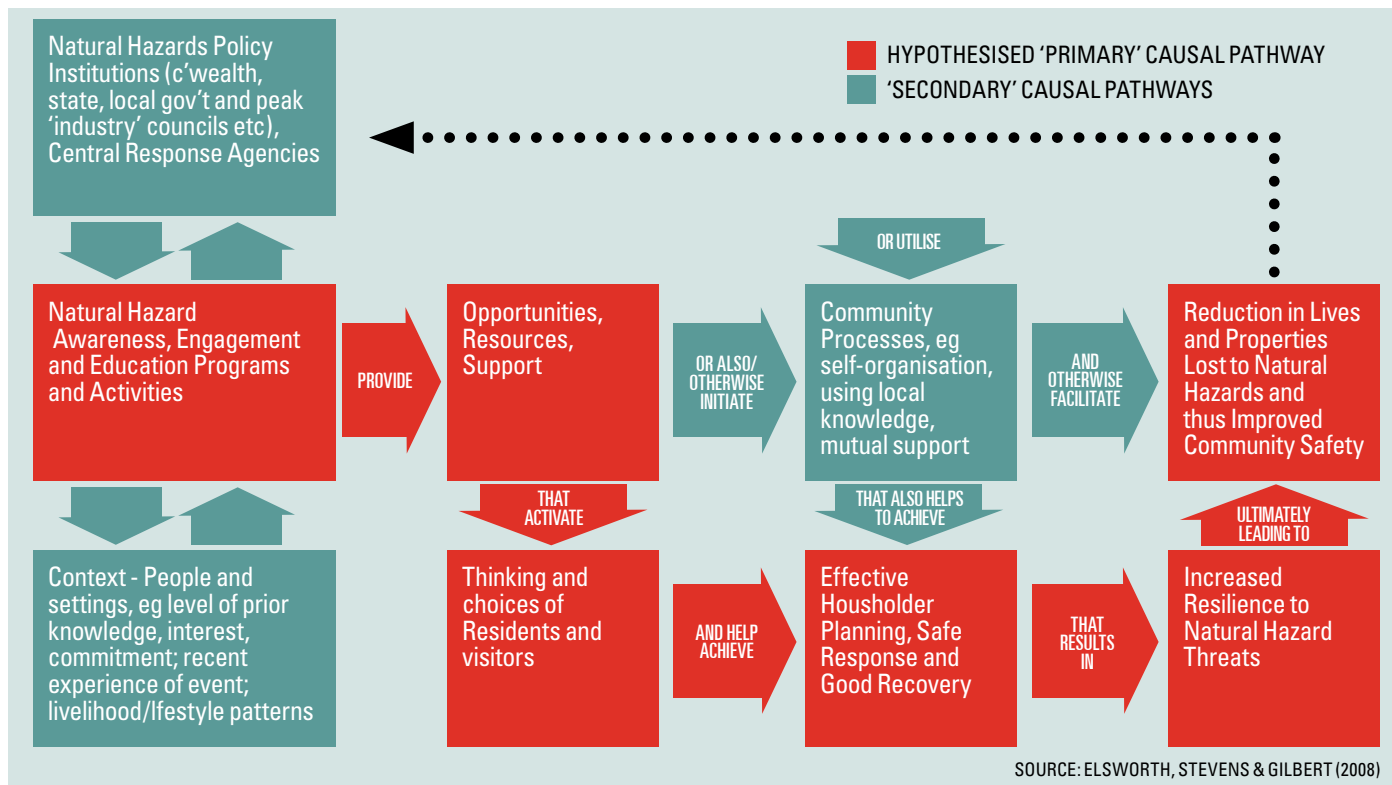 Natural Hazards Policy
Institutions (c'wealth,
state, local gov't and peak
'industry' councils etc),
Central Response Agencies
HYPOTHESISED 'PRIMARY' CAUSAL PATHWAY
'SECONDARY' CAUSAL PATHWAYS
Natural Hazard
Awareness, Engagement
and Education Programs
and Activities
PROVIDE
Opportunities,
Resources,
Support
OR ALSO/
OTHERWISE
INITIATE
OR UTILISE
Community
Processes, eg
self-organisation,
using local
knowledge,
mutual support
AND
OTHERWISE
FACILITATE
Reduction in Lives
and Properties
Lost to Natural
Hazards and
thus Improved
Community Safety
THAT
ACTIVATE
THAT ALSO HELPS
TO ACHIEVE
ULTIMATELY
LEADING TO
Context - People and
settings, eg level of prior
knowledge, interest,
commitment; recent
experience of event;
livelihood/lfestyle patterns
Thinking and
choices of
Residents and
visitors
AND HELP
ACHIEVE
Effective
Housholder
Planning, Safe
Response and
Good Recovery
THAT
RESULTS
IN
Increased
Resilience to
Natural Hazard
Threats
SOURCE: ELSWORTH, STEVENS & GILBERT (2008)